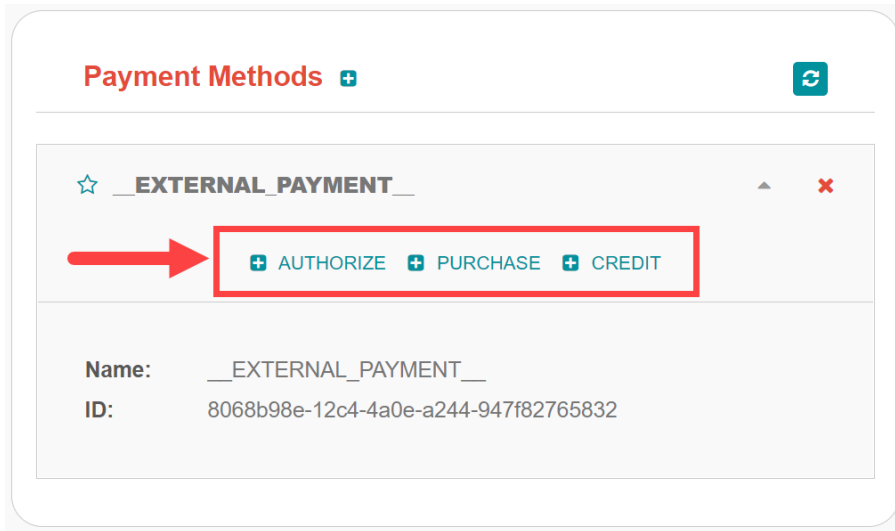 Payment Methods
__EXTERNAL_PAYMENT__
AUTHORIZE PURCHASE CREDIT
Name: __EXTERNAL_PAYMENT__
ID: 8068b98e-12c4-4a0e-a244-947f82765832